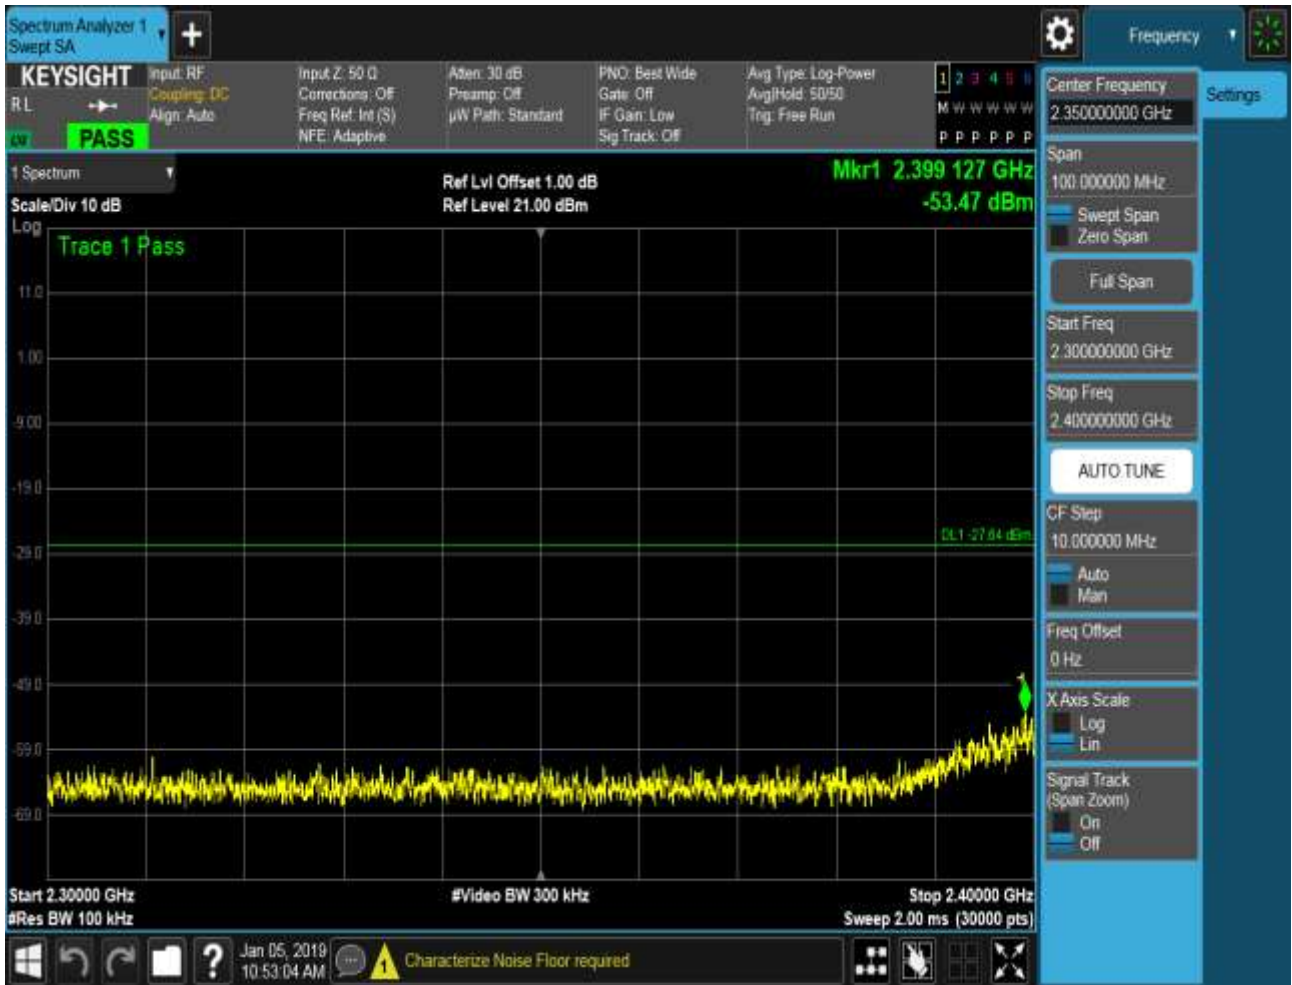 Spectrum Analyzer 1
Swept SA
Frequency
KEYSIGHT
R L
PASS
Input: RF
Coupling: DC
Align: Auto
Input Z: 50 Ω
Corrections: Off
Freq Ref: Int (S)
NFE: Adaptive
Atten: 30 dB
Preamp: Off
µW Path: Standard
PNO: Best Wide
Gate: Off
IF Gain: Low
Sig Track: Off
Avg Type: Log-Power
Avg|Hold: 50/50
Trig: Free Run
1 2 3 4 5 6
M W W W W W
P P P P P P
1 Spectrum
Scale/Div 10 dB
Log
Ref Lvl Offset 1.00 dB
Ref Level 21.00 dBm
Mkr1 2.399 127 GHz
-53.47 dBm
Trace 1 Pass
11.0
1.00
-9.00
-19.0
-29.0
-39.0
-49.0
-59.0
-69.0
DL1 -27.64 dBm
1
Start 2.30000 GHz
#Res BW 100 kHz
#Video BW 300 kHz
Stop 2.40000 GHz
Sweep 2.00 ms (30000 pts)
Center Frequency
2.350000000 GHz
Settings
Span
100.000000 MHz
Swept Span
Zero Span
Full Span
Start Freq
2.300000000 GHz
Stop Freq
2.400000000 GHz
AUTO TUNE
CF Step
10.000000 MHz
Auto
Man
Freq Offset
0 Hz
X Axis Scale
Log
Lin
Signal Track
(Span Zoom)
On
Off
?
Jan 05, 2019
10:53:04 AM
1
Characterize Noise Floor required